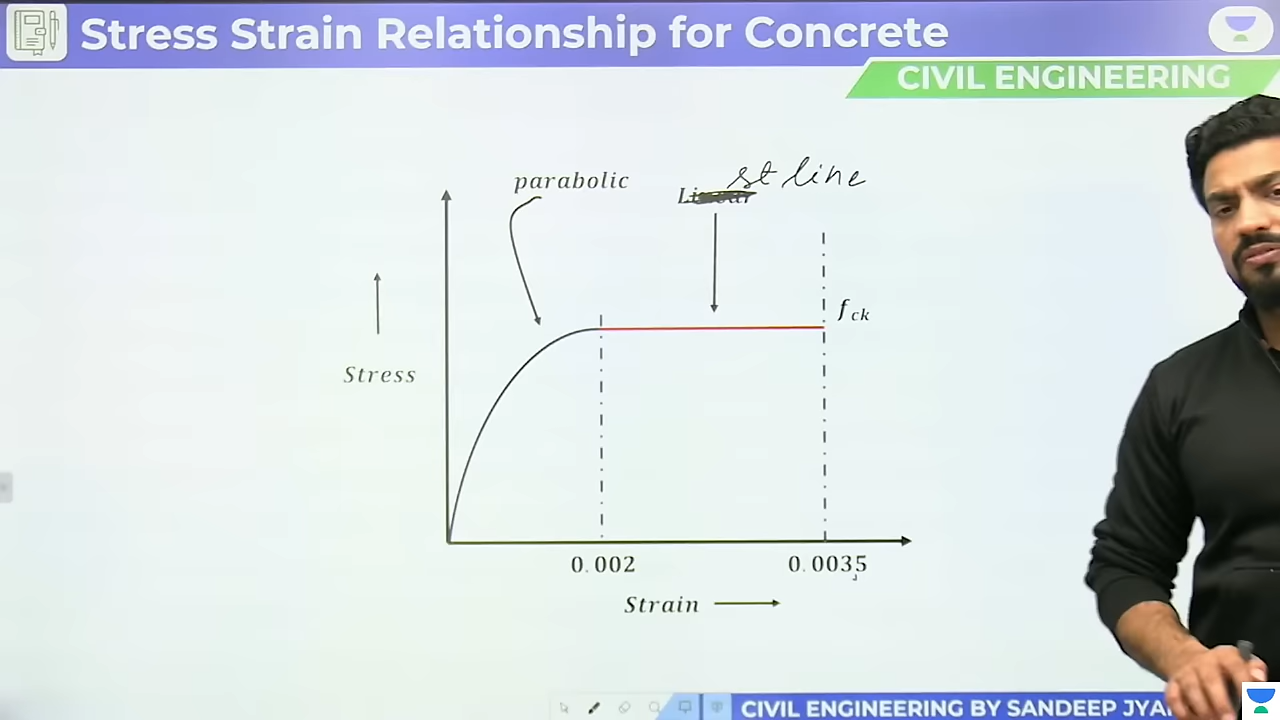 Stress Strain Relationship for Concrete
CIVIL ENGINEERING
parabolic
st line
Linear
f_ck
Stress
0.002
0.0035
Strain
CIVIL ENGINEERING BY SANDEEP JYA